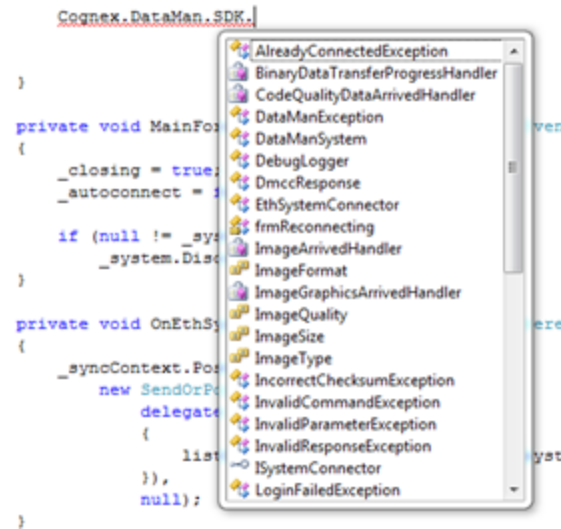 Cognex.DataMan.SDK.
AlreadyConnectedException
BinaryDataTransferProgressHandler
CodeQualityDataArrivedHandler
DataManException
DataManSystem
DebugLogger
DmccResponse
EthSystemConnector
frmReconnecting
ImageArrivedHandler
ImageFormat
ImageGraphicsArrivedHandler
ImageQuality
ImageSize
ImageType
IncorrectChecksumException
InvalidCommandException
InvalidParameterException
InvalidResponseException
ISystemConnector
LoginFailedException
}
private void MainFor
{
_closing = true;
_autoconnect =
if (null != _sys
_system.Disc
}
private void OnEthSy
{
_syncContext.Pos
new SendOrPo
delegate
{
list
}),
null);
}